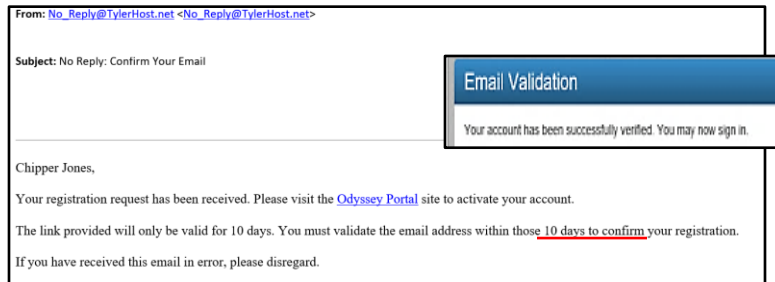 From: No_Reply@TylerHost.net <No_Reply@TylerHost.net>
Subject: No Reply: Confirm Your Email
Email Validation
Your account has been successfully verified. You may now sign in.
Chipper Jones,
Your registration request has been received. Please visit the Odyssey Portal site to activate your account.
The link provided will only be valid for 10 days. You must validate the email address within those 10 days to confirm your registration.
If you have received this email in error, please disregard.